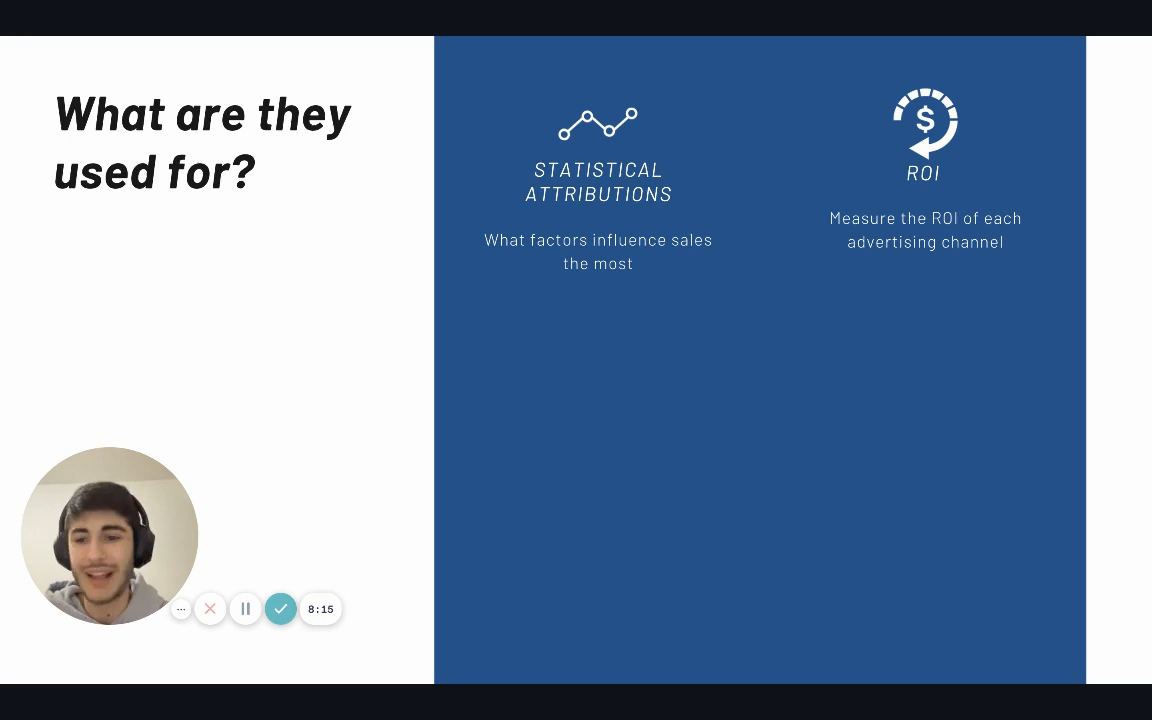 What are they
used for?
STATISTICAL
ATTRIBUTIONS
What factors influence sales
the most
$
ROI
Measure the ROI of each
advertising channel
8:15